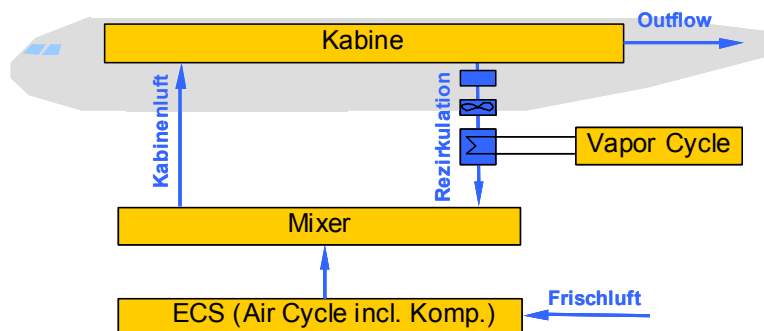 Kabine
Outflow
Kabinenluft
Rezirkulation
Vapor Cycle
Mixer
ECS (Air Cycle incl. Komp.)
Frischluft